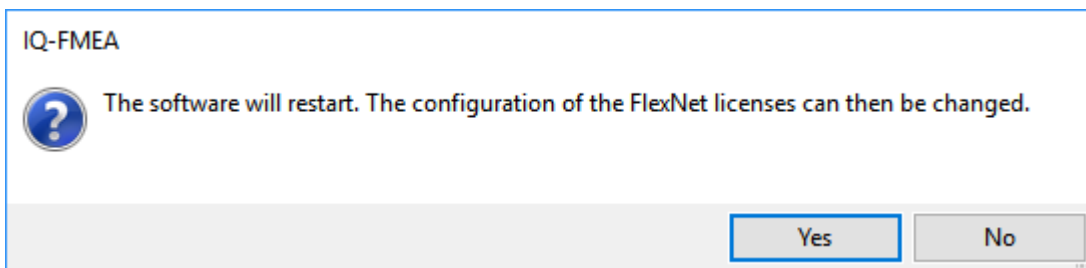 IQ-FMEA
The software will restart. The configuration of the FlexNet licenses can then be changed.
Yes No